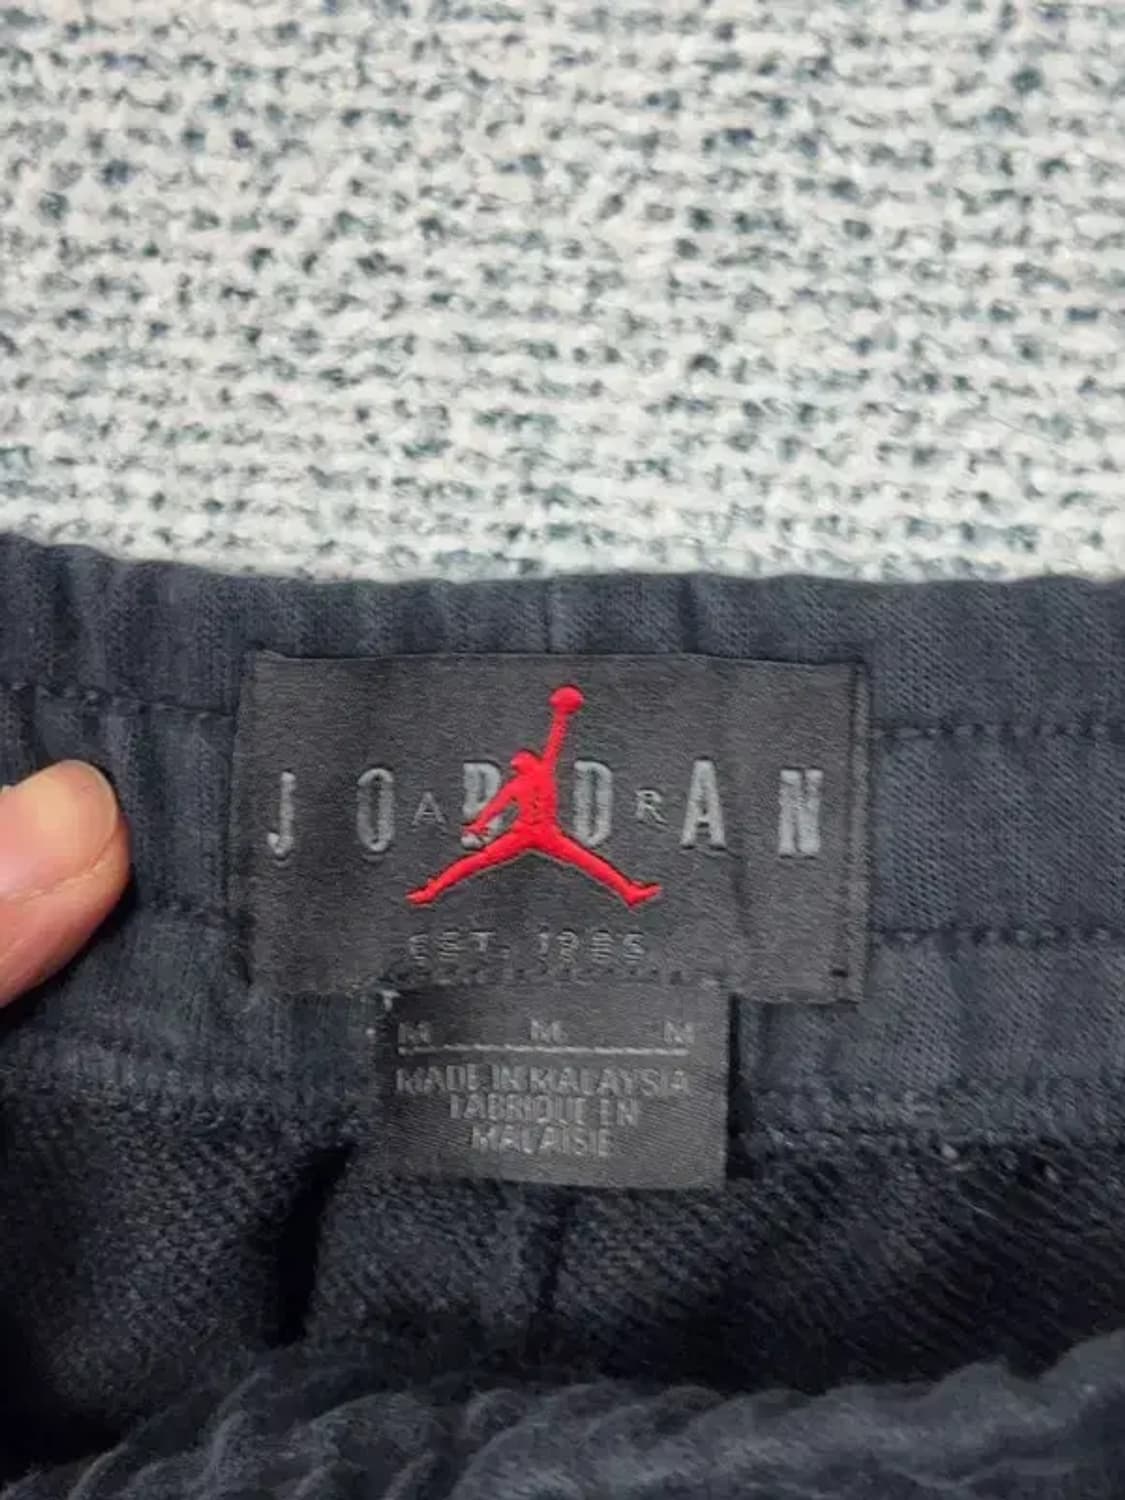 JORDAN
AIR
EST. 1985
M M M
MADE IN MALAYSIA
FABRIQUE EN
MALAISIE